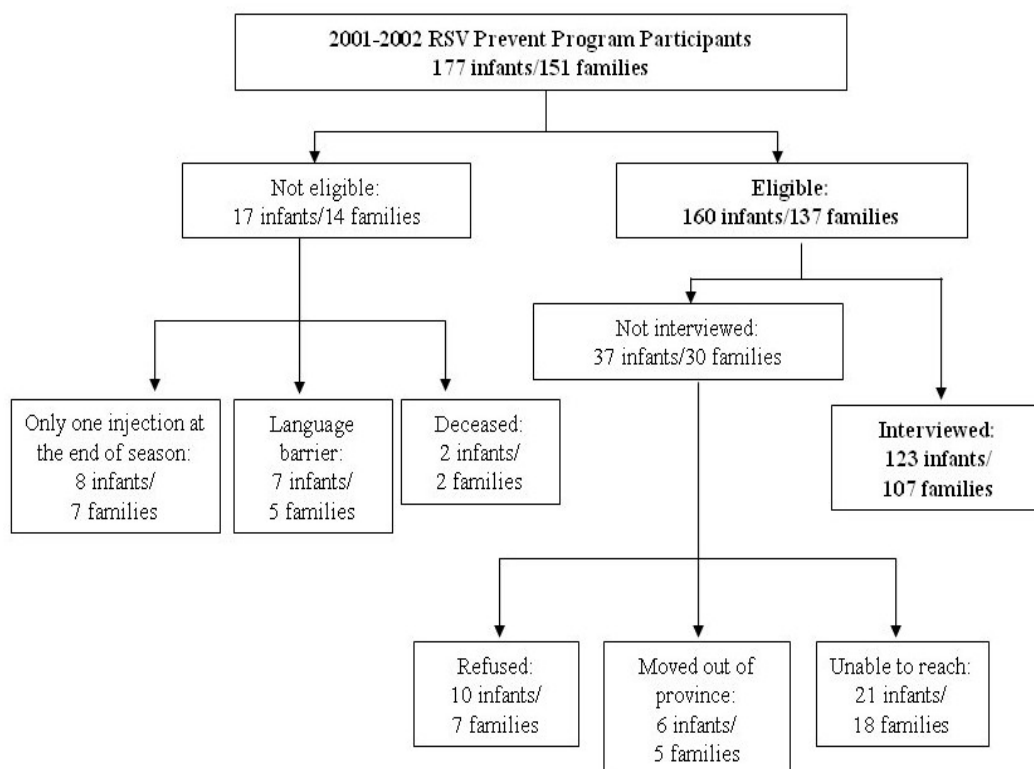 2001-2002 RSV Prevent Program Participants
177 infants/151 families
Not eligible:
17 infants/14 families
Eligible:
160 infants/137 families
Not interviewed:
37 infants/30 families
Only one injection at
the end of season:
8 infants/
7 families
Language
barrier:
7 infants/
5 families
Deceased:
2 infants/
2 families
Interviewed:
123 infants/
107 families
Refused:
10 infants/
7 families
Moved out of
province:
6 infants/
5 families
Unable to reach:
21 infants/
18 families